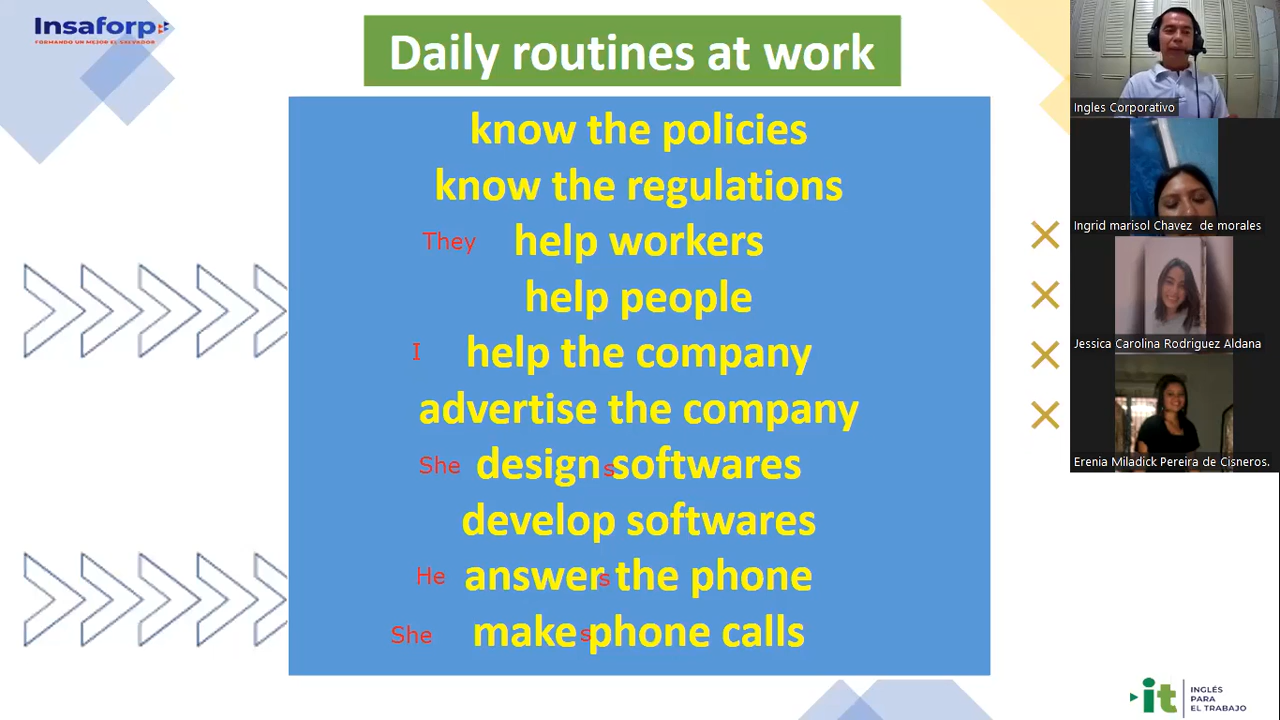 Insaforp
FORMANDO UN MEJOR EL SALVADOR
Daily routines at work
know the policies
know the regulations
They help workers
help people
I help the company
advertise the company
She design s softwares
develop softwares
He answer s the phone
She make s phone calls
Ingles Corporativo
Ingrid marisol Chavez de morales
Jessica Carolina Rodriguez Aldana
Erenia Miladick Pereira de Cisneros.
it
INGLÉS
PARA
EL TRABAJO